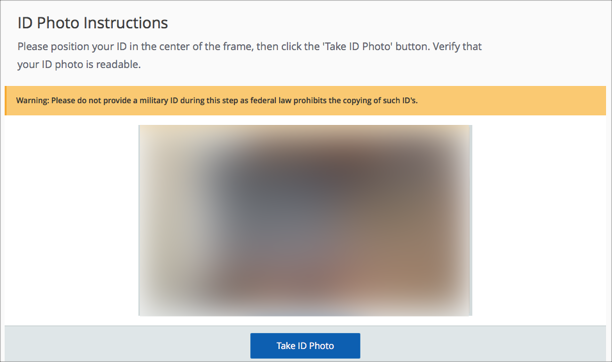 ID Photo Instructions
Please position your ID in the center of the frame, then click the 'Take ID Photo' button. Verify that
your ID photo is readable.
Warning: Please do not provide a military ID during this step as federal law prohibits the copying of such ID's.
Take ID Photo